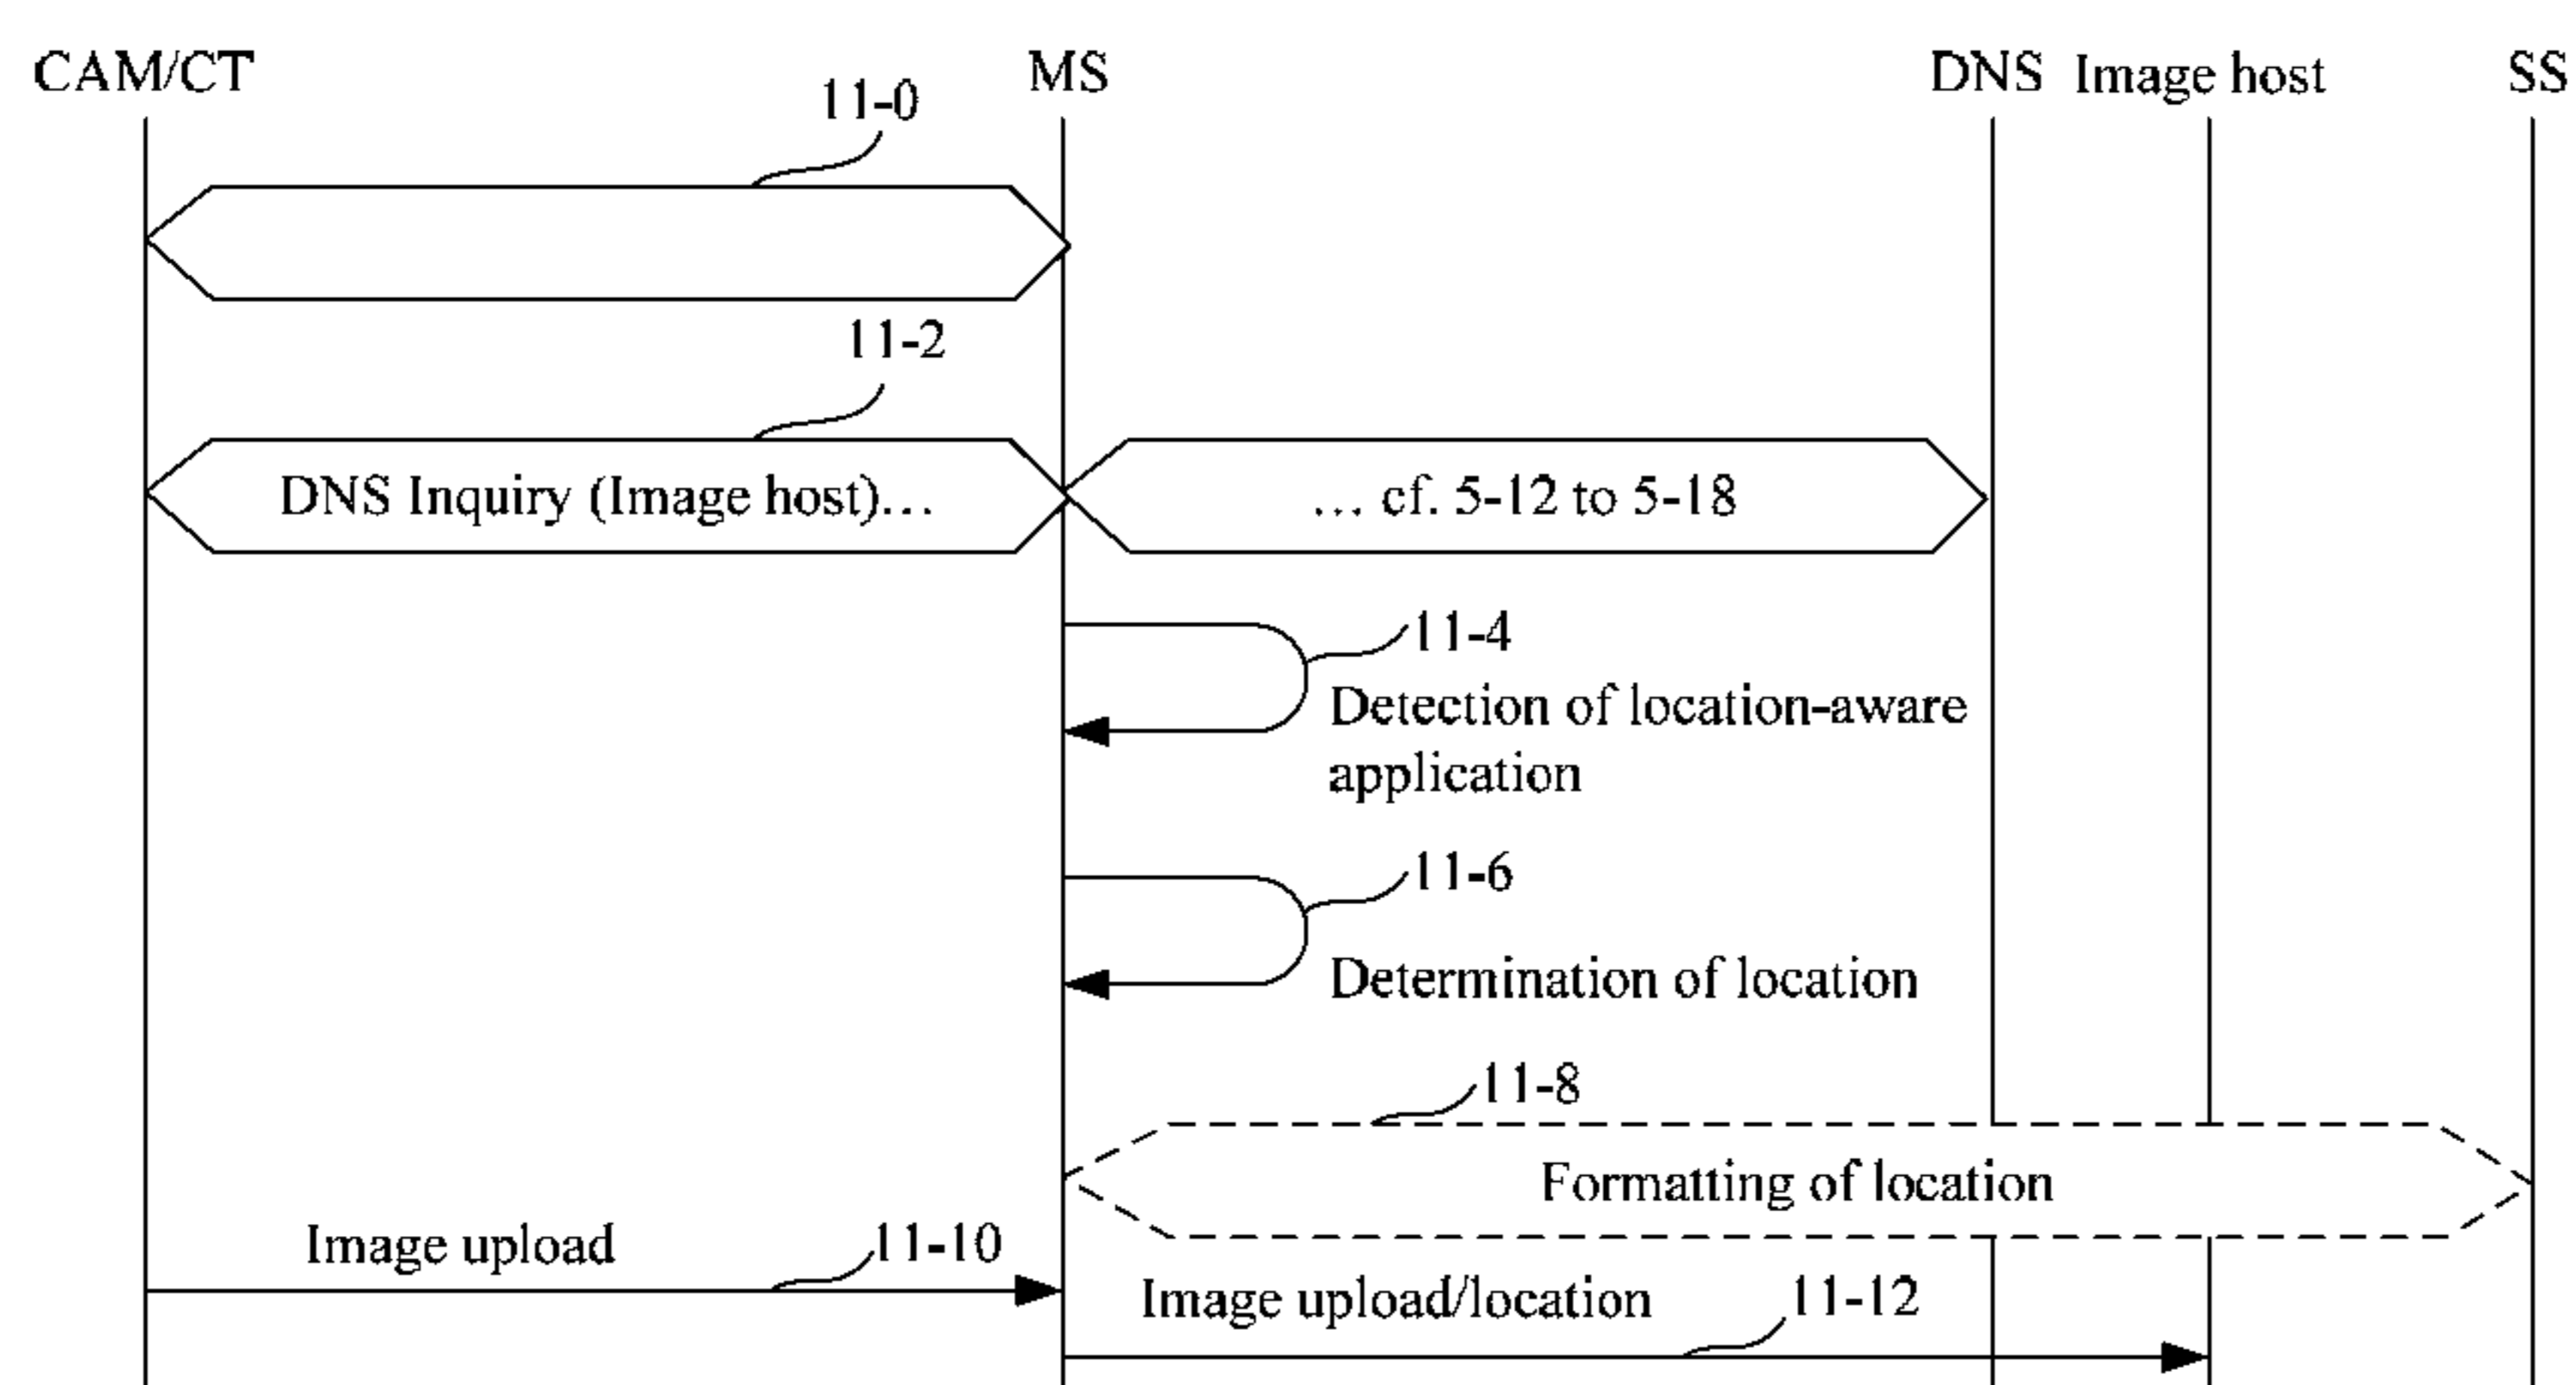 CAM/CT MS DNS Image host SS
11-0
11-2
DNS Inquiry (Image host)... ... cf. 5-12 to 5-18
11-4
Detection of location-aware
application
11-6
Determination of location
11-8
Formatting of location
Image upload 11-10
Image upload/location 11-12